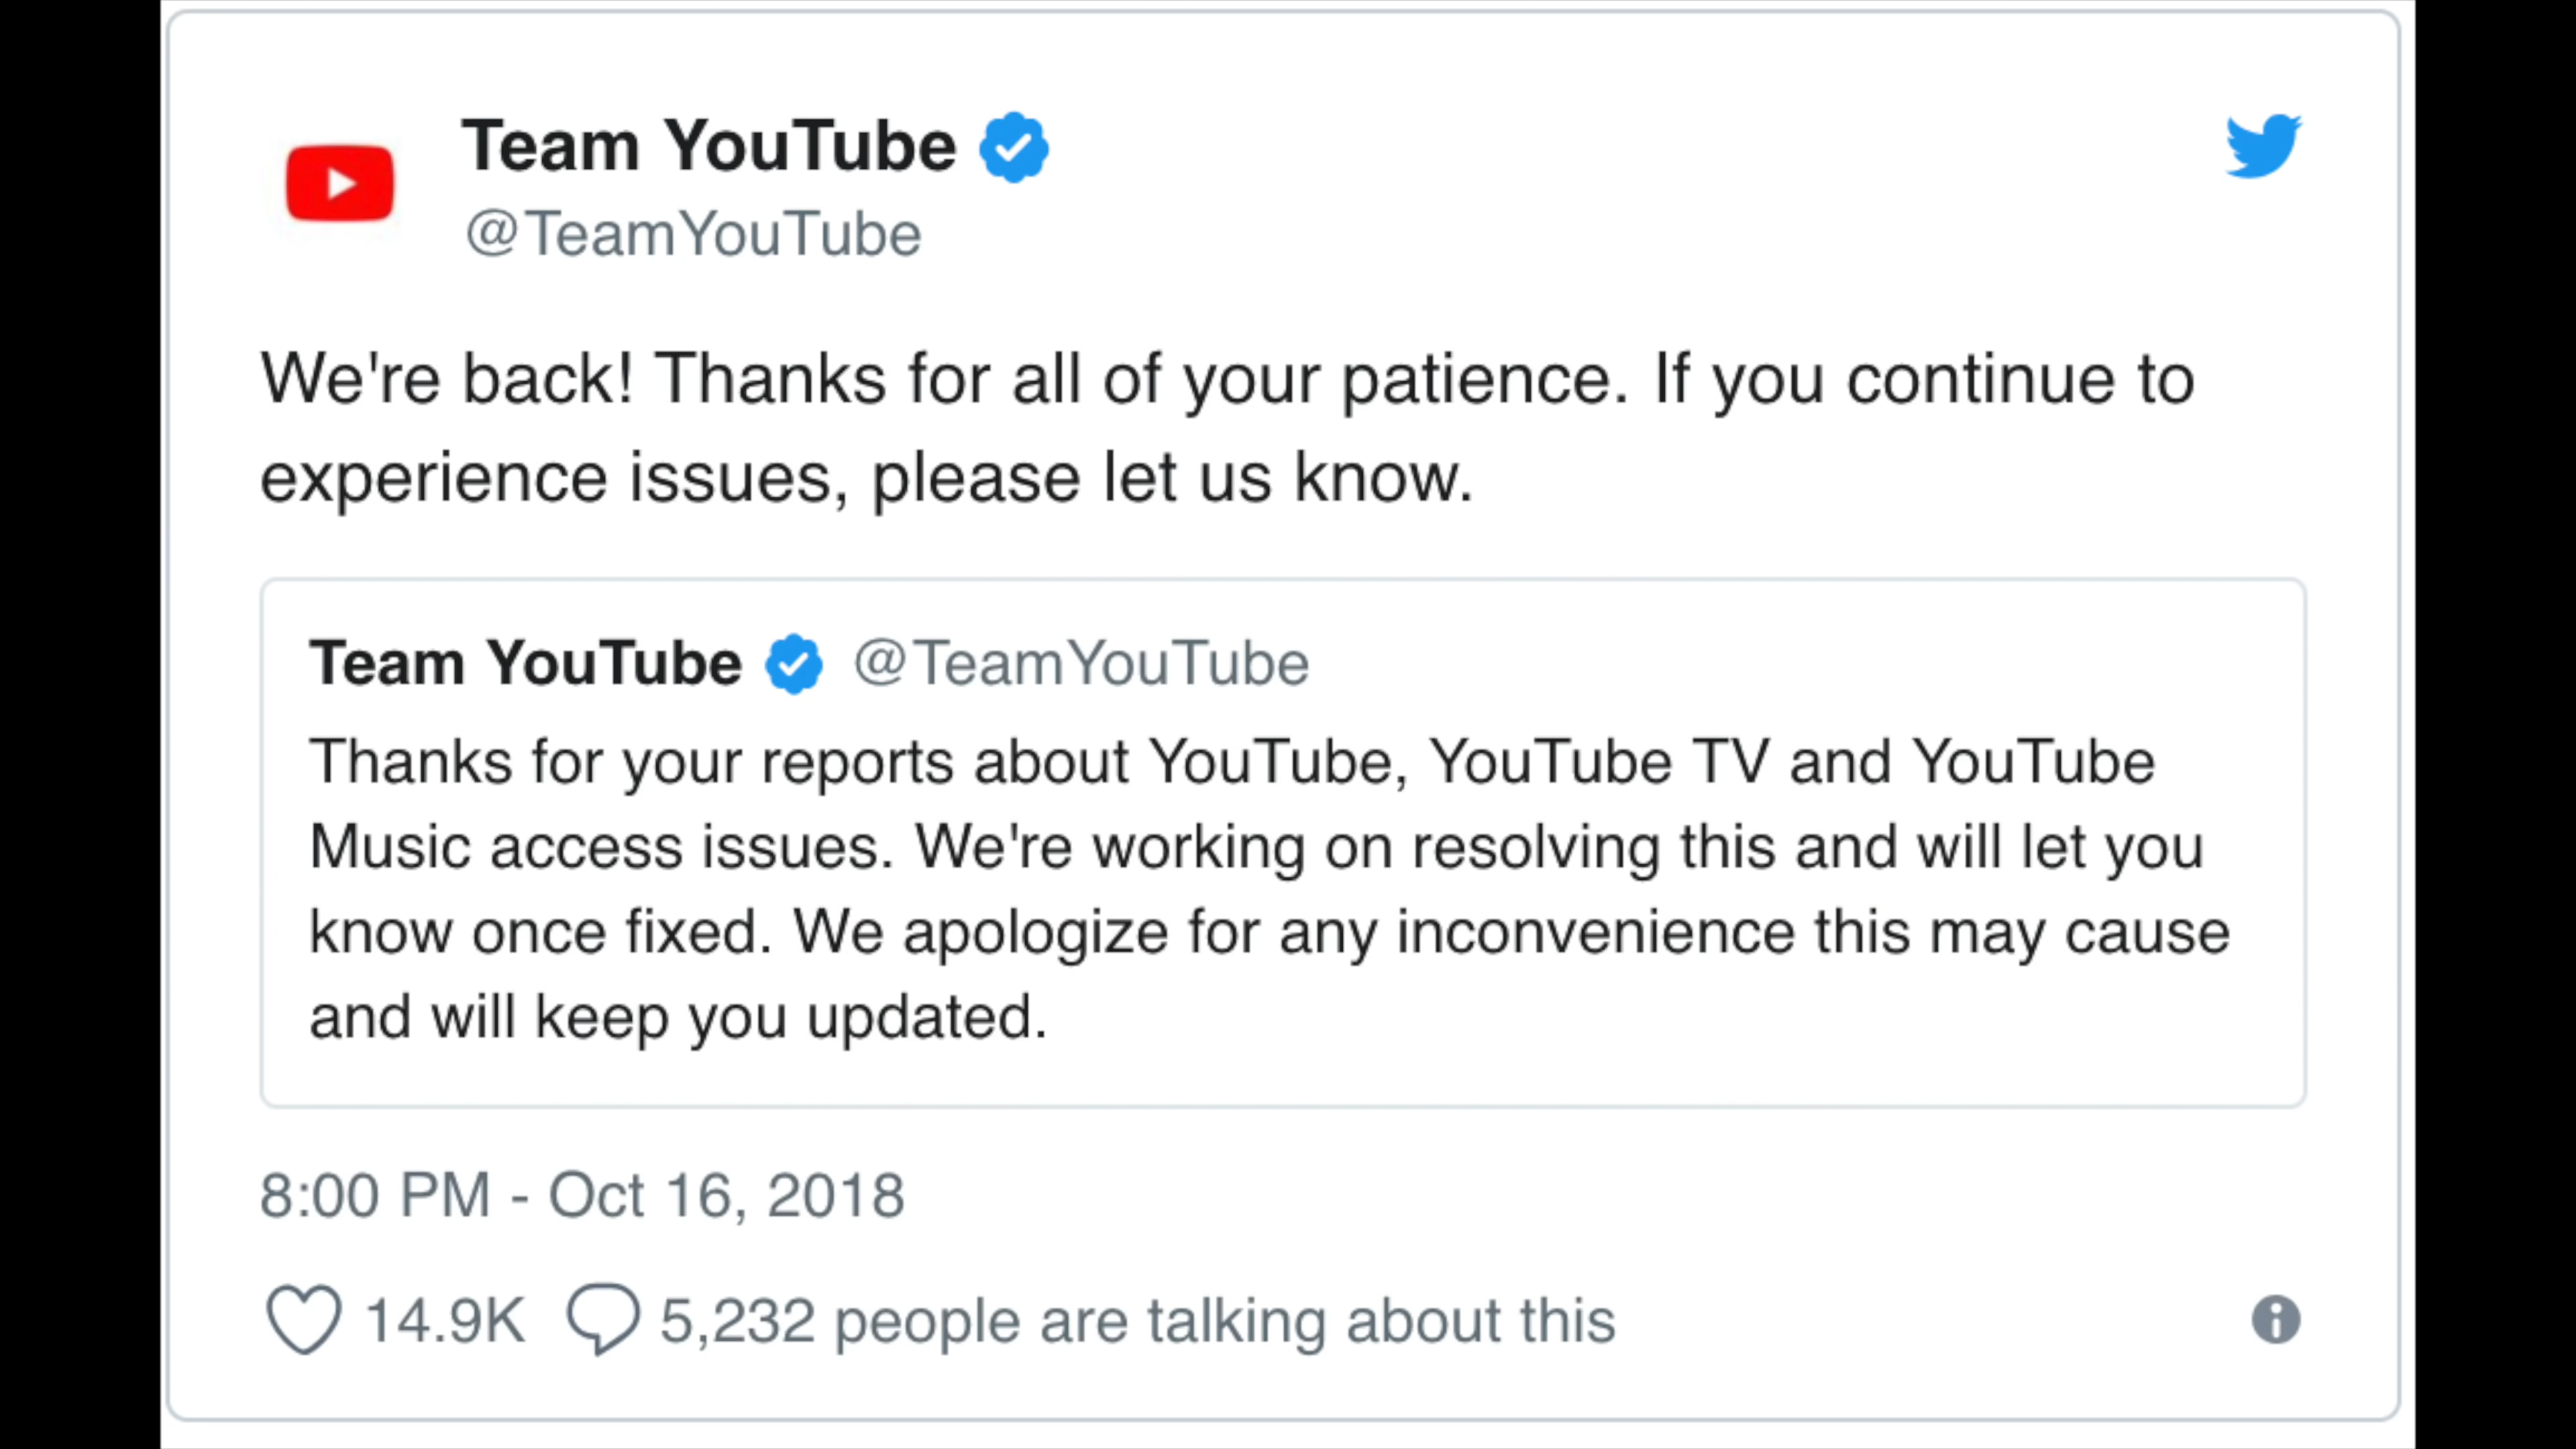 Team YouTube
@TeamYouTube
We're back! Thanks for all of your patience. If you continue to
experience issues, please let us know.
Team YouTube @TeamYouTube
Thanks for your reports about YouTube, YouTube TV and YouTube
Music access issues. We're working on resolving this and will let you
know once fixed. We apologize for any inconvenience this may cause
and will keep you updated.
8:00 PM - Oct 16, 2018
14.9K 5,232 people are talking about this